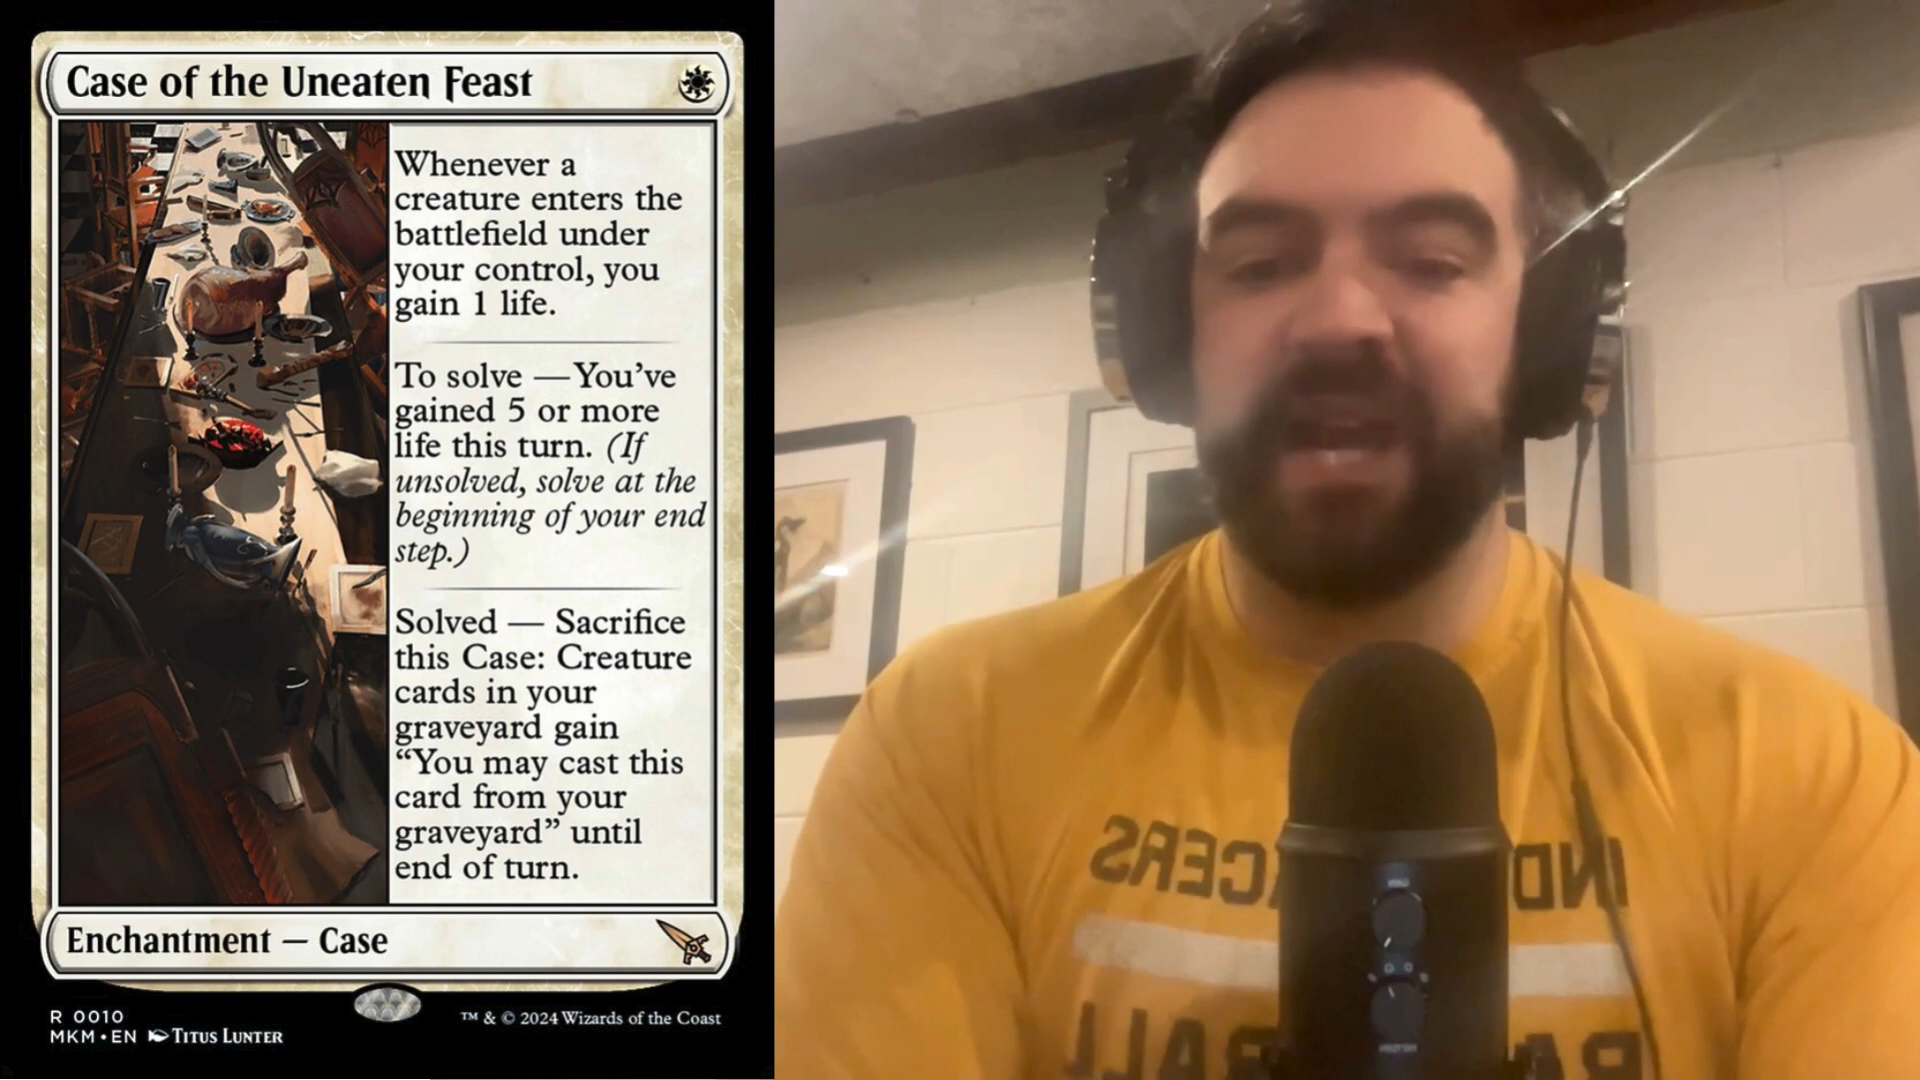 Case of the Uneaten Feast
Whenever a
creature enters the
battlefield under
your control, you
gain 1 life.
To solve —You’ve
gained 5 or more
life this turn. (If
unsolved, solve at the
beginning of your end
step.)
Solved — Sacrifice
this Case: Creature
cards in your
graveyard gain
“You may cast this
card from your
graveyard” until
end of turn.
Enchantment — Case
R 0010
MKM • EN TITUS LUNTER
™ & © 2024 Wizards of the Coast